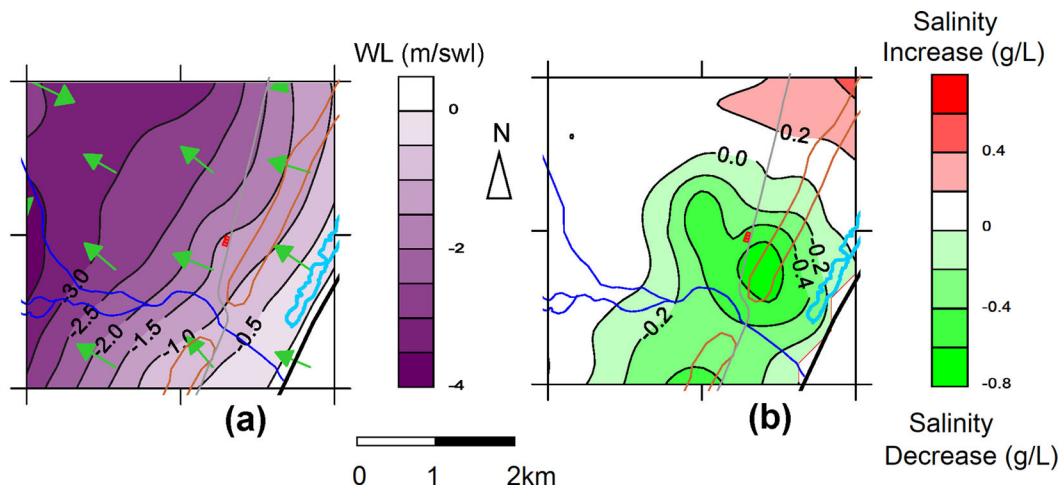 WL (m/swl)
0
-2
-4
N
-3.0
-2.5
-2.0
-1.5
-1.0
-0.5
(a)
0 1 2km
0.2
0.0
-0.2
-0.4
-0.2
(b)
Salinity
Increase (g/L)
0.4
0
-0.4
-0.8
Salinity
Decrease (g/L)